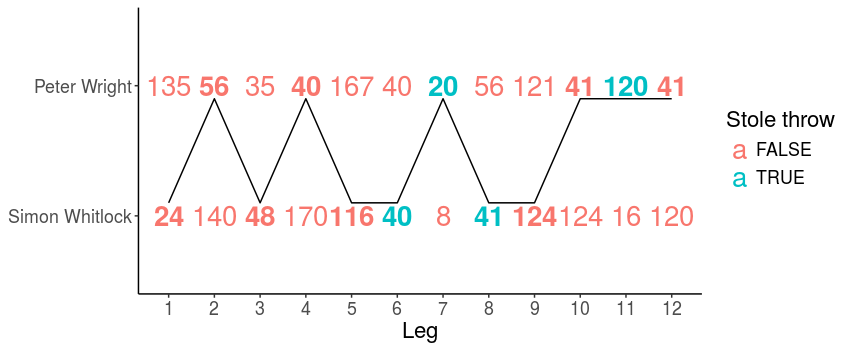 Peter Wright 135 56 35 40 167 40 20 56 121 41 120 41
Simon Whitlock 24 140 48 170 116 40 8 41 124 124 16 120
1 2 3 4 5 6 7 8 9 10 11 12
Leg
Stole throw
a FALSE
a TRUE